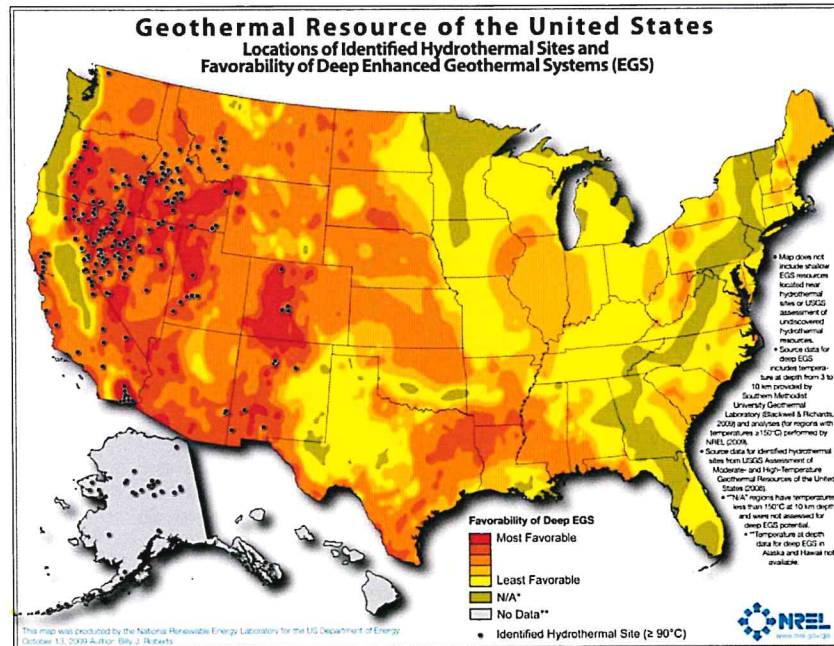 Geothermal Resource of the United States
Locations of Identified Hydrothermal Sites and
Favorability of Deep Enhanced Geothermal Systems (EGS)
• Map does not
include shallow
EGS resources
located near
hydrothermal
sites or USGS
assessment of
undiscovered
hydrothermal
resources.
• Source data for
deep EGS
includes tempera-
ture at depth from 3 to
10 km provided by
Southern Methodist
University Geothermal
Laboratory (Blackwell & Richards,
2009) and analyses (for regions with
temperatures ≥150°C) performed by
NREL (2009).
• Source data for identified hydrothermal
sites from USGS Assessment of
Moderate- and High-Temperature
Geothermal Resources of the United
States (2008).
• *"N/A" regions have temperatures
less than 150°C at 10 km depth
and were not assessed for
deep EGS potential.
• **Temperature at depth
data for deep EGS in
Alaska and Hawaii not
available.
Favorability of Deep EGS
Most Favorable
Least Favorable
N/A*
No Data**
Identified Hydrothermal Site (≥ 90°C)
This map was produced by the National Renewable Energy Laboratory for the US Department of Energy.
October 13, 2009 Author: Billy J. Roberts
NREL
www.nrel.gov/gis